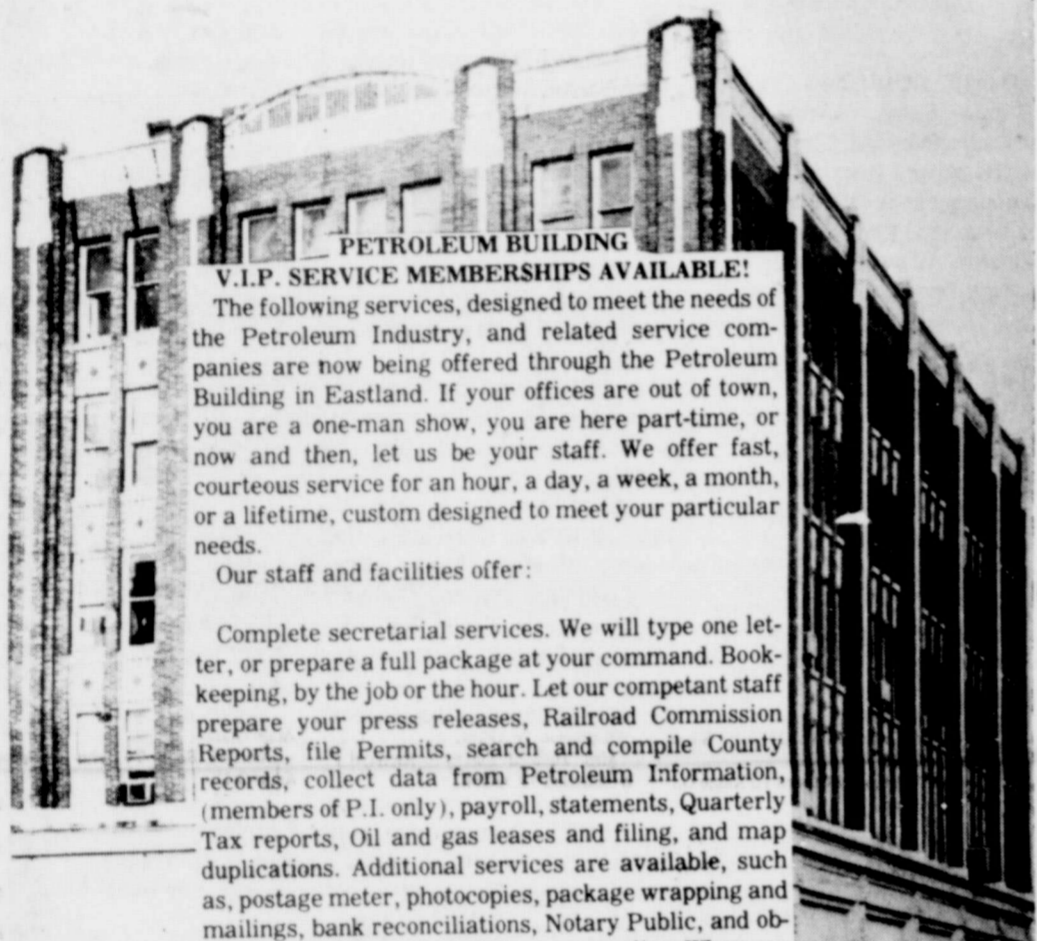 PETROLEUM BUILDING
V.I.P. SERVICE MEMBERSHIPS AVAILABLE!
The following services, designed to meet the needs of
the Petroleum Industry, and related service com-
panies are now being offered through the Petroleum
Building in Eastland. If your offices are out of town,
you are a one-man show, you are here part-time, or
now and then, let us be your staff. We offer fast,
courteous service for an hour, a day, a week, a month,
or a lifetime, custom designed to meet your particular
needs.
Our staff and facilities offer:
Complete secretarial services. We will type one let-
ter, or prepare a full package at your command. Book-
keeping, by the job or the hour. Let our competant staff
prepare your press releases, Railroad Commission
Reports, file Permits, search and compile County
records, collect data from Petroleum Information,
(members of P.I. only), payroll, statements, Quarterly
Tax reports, Oil and gas leases and filing, and map
duplications. Additional services are available, such
as, postage meter, photocopies, package wrapping and
mailings, bank reconciliations, Notary Public, and ob-